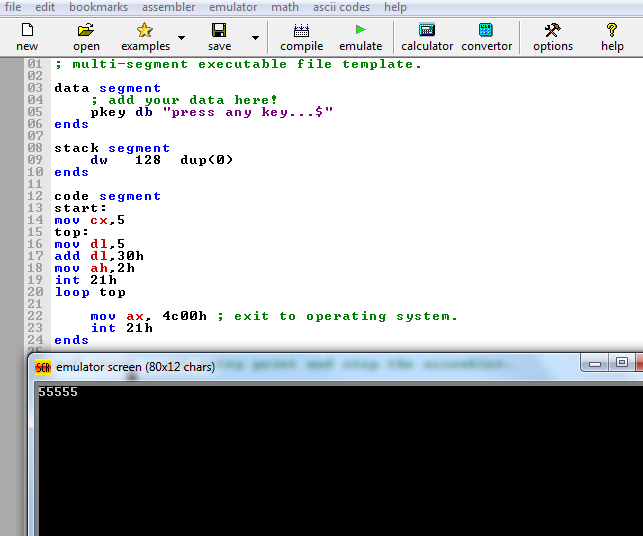 file edit bookmarks assembler emulator math ascii codes help
new open examples save compile emulate calculator convertor options help
01 ; multi-segment executable file template.
02
03 data segment
04     ; add your data here!
05     pkey db "press any key...$"
06 ends
07
08 stack segment
09     dw   128  dup(0)
10 ends
11
12 code segment
13 start:
14 mov cx,5
15 top:
16 mov dl,5
17 add dl,30h
18 mov ah,2h
19 int 21h
20 loop top
21
22     mov ax, 4c00h ; exit to operating system.
23     int 21h
24 ends
point and stop the assembler.
SCR emulator screen (80x12 chars)
55555